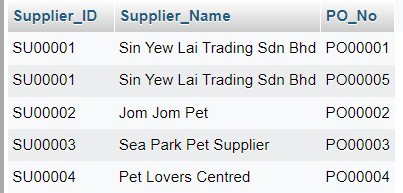 Supplier_ID Supplier_Name PO_No
SU00001 Sin Yew Lai Trading Sdn Bhd PO00001
SU00001 Sin Yew Lai Trading Sdn Bhd PO00005
SU00002 Jom Jom Pet PO00002
SU00003 Sea Park Pet Supplier PO00003
SU00004 Pet Lovers Centred PO00004